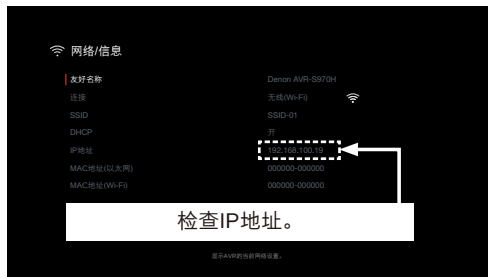 网络/信息
友好名称 Denon AVR-S970H
连接 无线(Wi-Fi)
SSID SSID-01
DHCP 开
IP地址 192.168.100.19
MAC地址(以太网) 000000-000000
MAC地址(Wi-Fi) 000000-000000
检查IP地址。
显示AVR的当前网络设置。